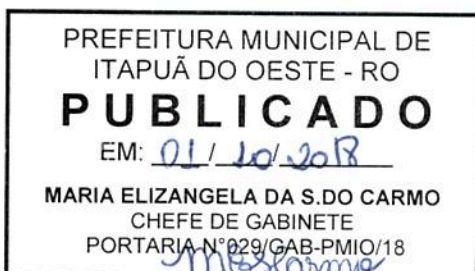 PREFEITURA MUNICIPAL DE
ITAPUÃ DO OESTE - RO
PUBLICADO
EM: 01/10/2018
MARIA ELIZANGELA DA S.DO CARMO
CHEFE DE GABINETE
PORTARIA N°029/GAB-PMIO/18